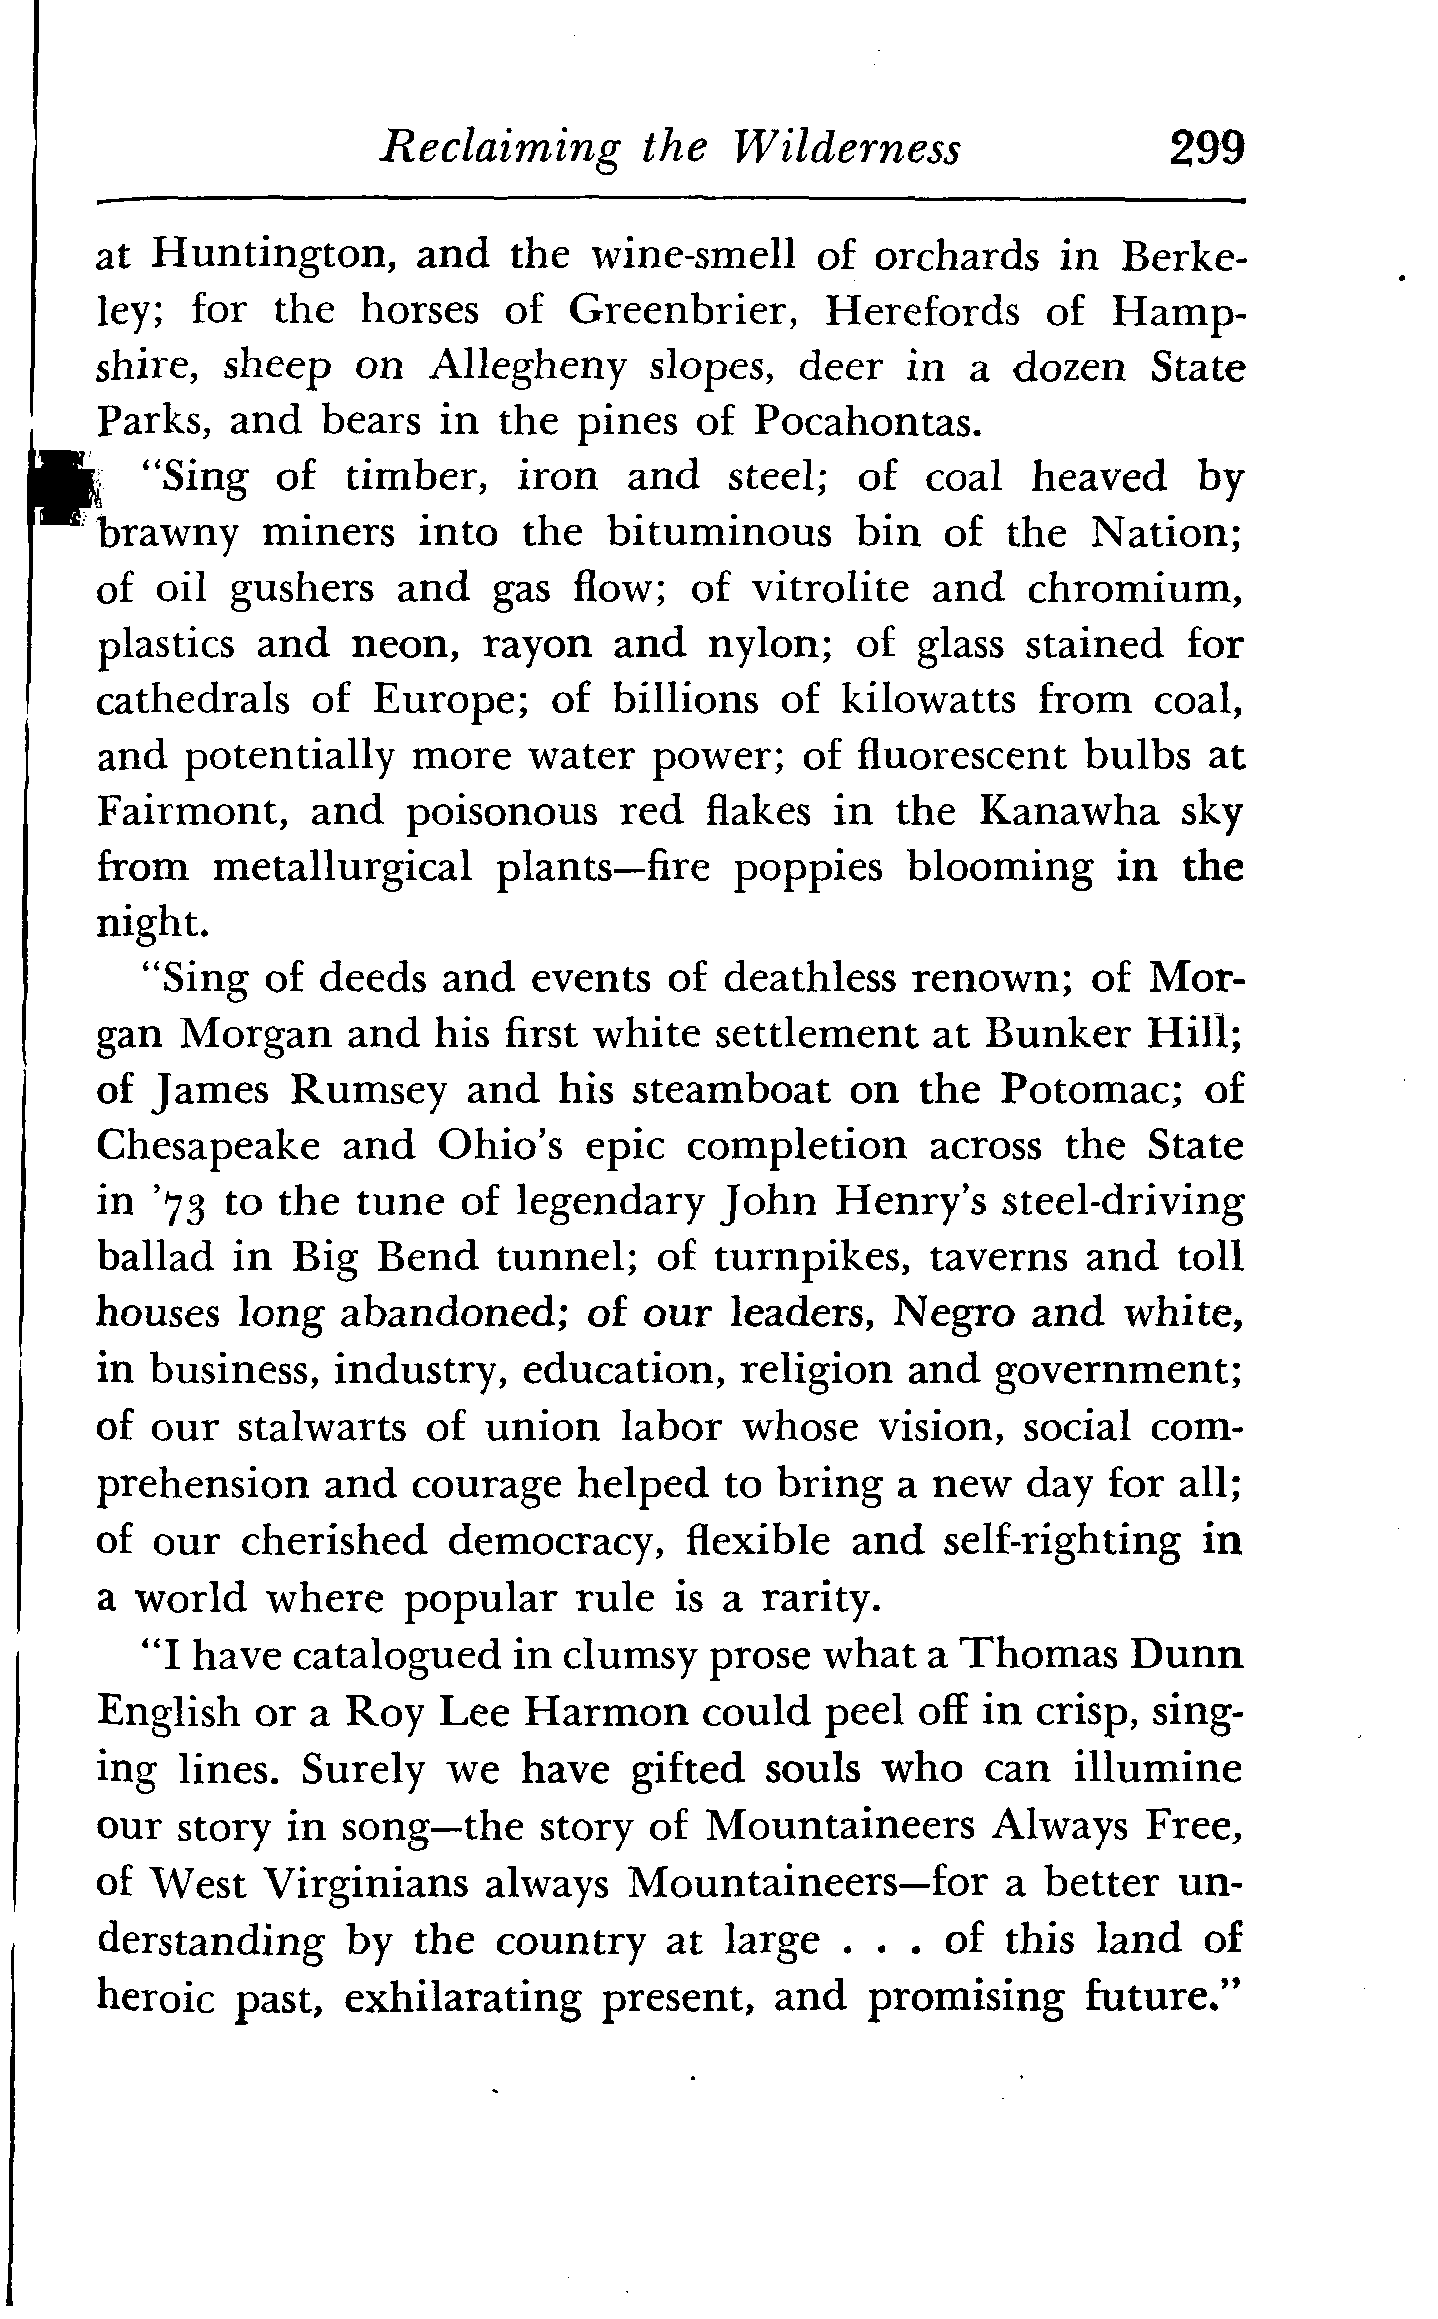 Reclaiming the Wilderness 299
at Huntington, and the wine-smell of orchards in Berke-
ley; for the horses of Greenbrier, Herefords of Hamp-
shire, sheep on Allegheny slopes, deer in a dozen State
Parks, and bears in the pines of Pocahontas.
"Sing of timber, iron and steel; of coal heaved by
brawny miners into the bituminous bin of the Nation;
of oil gushers and gas flow; of vitrolite and chromium,
plastics and neon, rayon and nylon; of glass stained for
cathedrals of Europe; of billions of kilowatts from coal,
and potentially more water power; of fluorescent bulbs at
Fairmont, and poisonous red flakes in the Kanawha sky
from metallurgical plants—fire poppies blooming in the
night.
"Sing of deeds and events of deathless renown; of Mor-
gan Morgan and his first white settlement at Bunker Hill;
of James Rumsey and his steamboat on the Potomac; of
Chesapeake and Ohio's epic completion across the State
in '73 to the tune of legendary John Henry's steel-driving
ballad in Big Bend tunnel; of turnpikes, taverns and toll
houses long abandoned; of our leaders, Negro and white,
in business, industry, education, religion and government;
of our stalwarts of union labor whose vision, social com-
prehension and courage helped to bring a new day for all;
of our cherished democracy, flexible and self-righting in
a world where popular rule is a rarity.
"I have catalogued in clumsy prose what a Thomas Dunn
English or a Roy Lee Harmon could peel off in crisp, sing-
ing lines. Surely we have gifted souls who can illumine
our story in song—the story of Mountaineers Always Free,
of West Virginians always Mountaineers—for a better un-
derstanding by the country at large . . . of this land of
heroic past, exhilarating present, and promising future."